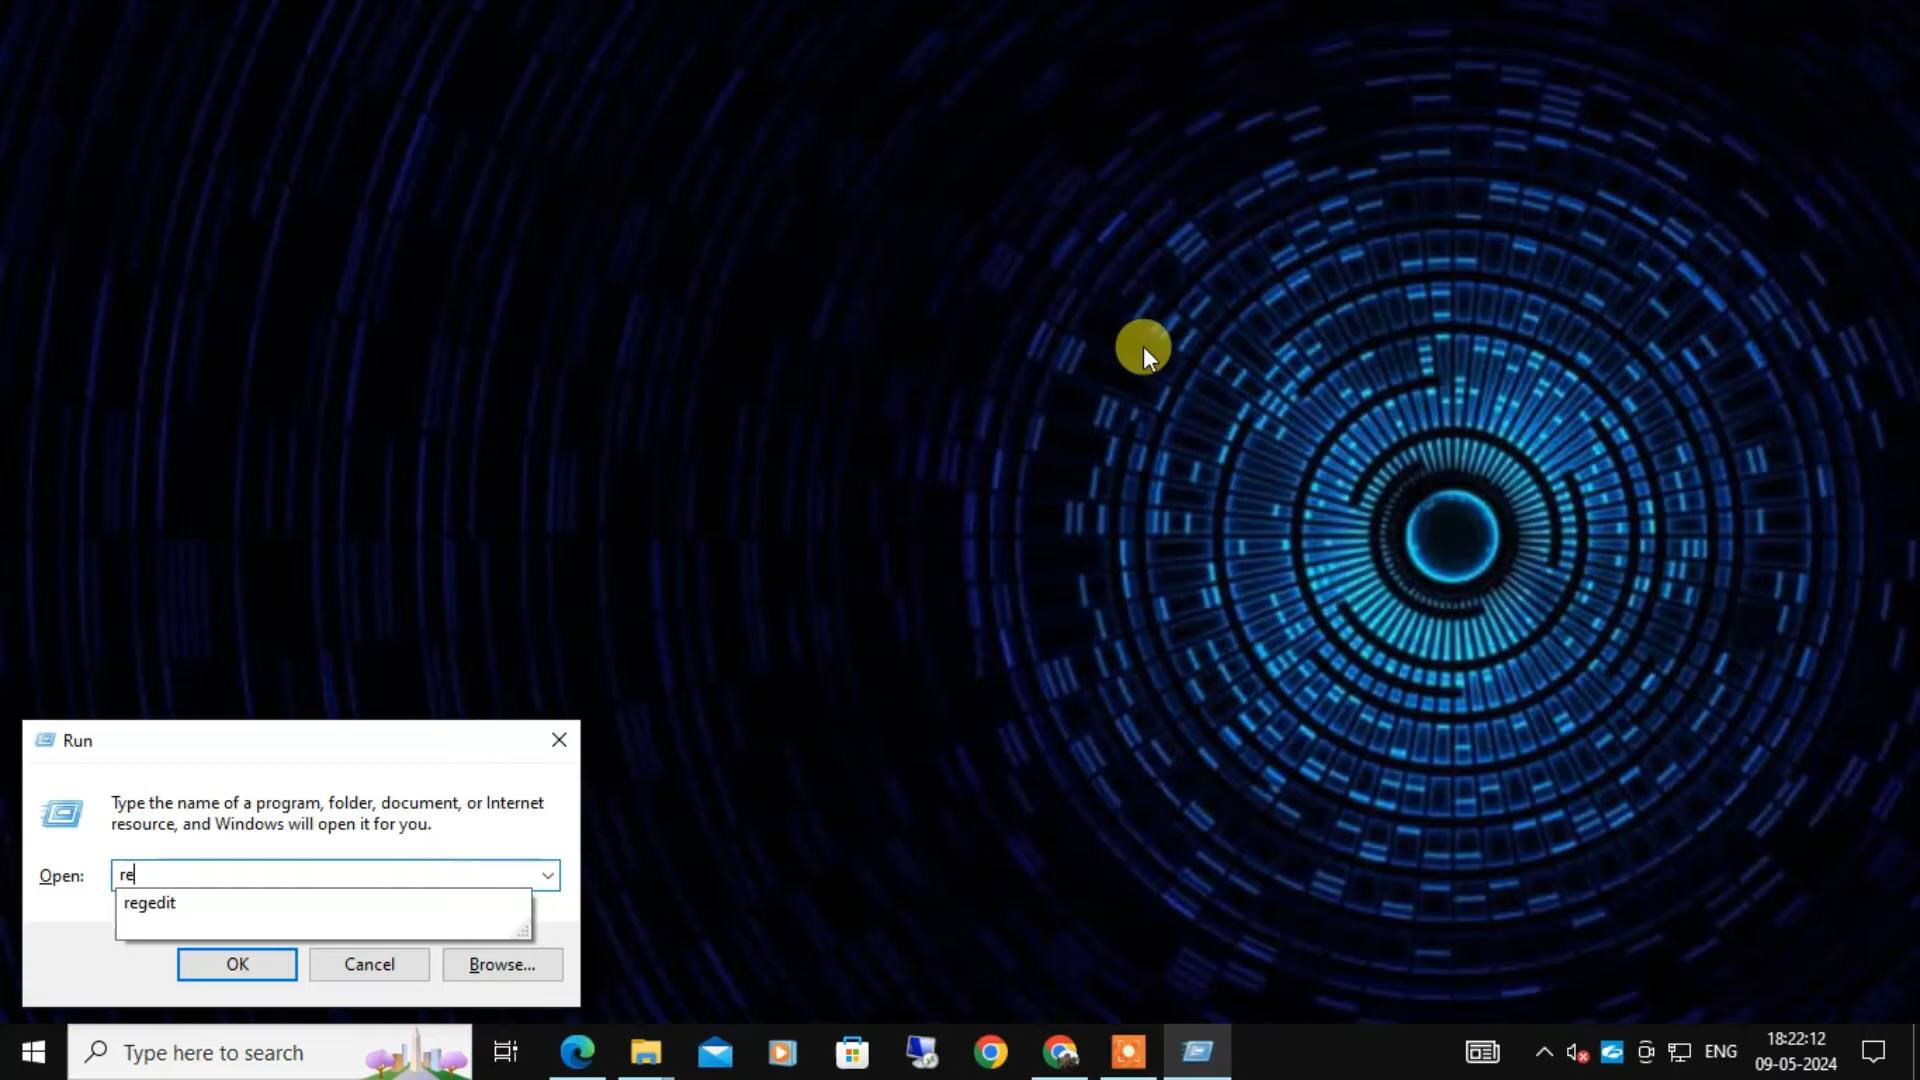 Run
Type the name of a program, folder, document, or Internet
resource, and Windows will open it for you.
Open:
re
regedit
OK
Cancel
Browse...
Type here to search
ENG
18:22:12
09-05-2024